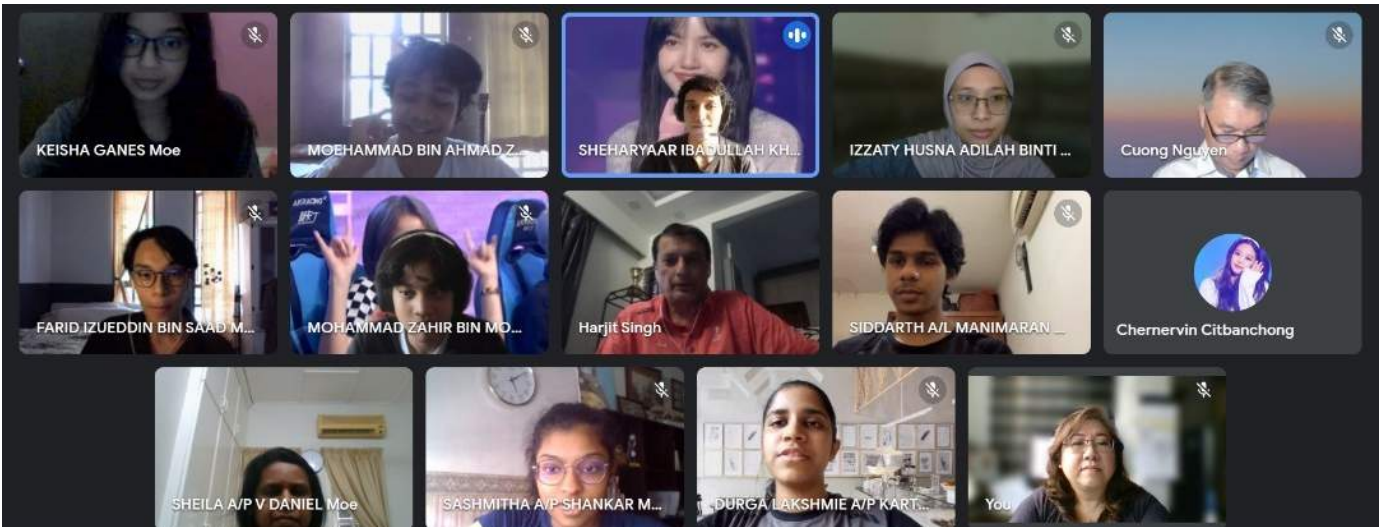 KEISHA GANES Moe
MOEHAMMAD BIN AHMAD Z...
SHEHARYAAR IBADULLAH KH...
IZZATY HUSNA ADILAH BINTI ...
Cuong Nguyen
FARID IZUEDDIN BIN SAAD M...
MOHAMMAD ZAHIR BIN MO...
Harjit Singh
SIDDARTH A/L MANIMARAN ...
Chernervin Citbanchong
SHEILA A/P V DANIEL Moe
SASHMITHA A/P SHANKAR M...
DURGA LAKSHMIE A/P KART...
You